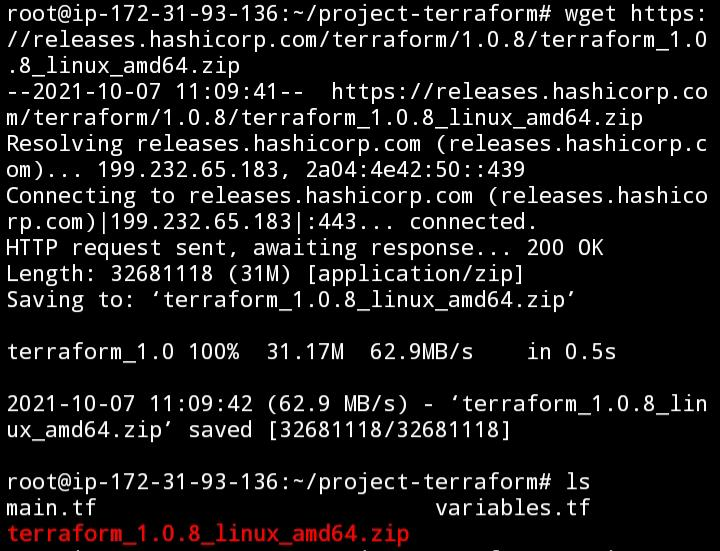 root@ip-172-31-93-136:~/project-terraform# wget https:
//releases.hashicorp.com/terraform/1.0.8/terraform_1.0
.8_linux_amd64.zip
--2021-10-07 11:09:41--  https://releases.hashicorp.co
m/terraform/1.0.8/terraform_1.0.8_linux_amd64.zip
Resolving releases.hashicorp.com (releases.hashicorp.c
om)... 199.232.65.183, 2a04:4e42:50::439
Connecting to releases.hashicorp.com (releases.hashico
rp.com)|199.232.65.183|:443... connected.
HTTP request sent, awaiting response... 200 OK
Length: 32681118 (31M) [application/zip]
Saving to: ‘terraform_1.0.8_linux_amd64.zip’

terraform_1.0 100%  31.17M  62.9MB/s    in 0.5s

2021-10-07 11:09:42 (62.9 MB/s) - ‘terraform_1.0.8_lin
ux_amd64.zip’ saved [32681118/32681118]

root@ip-172-31-93-136:~/project-terraform# ls
main.tf                         variables.tf
terraform_1.0.8_linux_amd64.zip